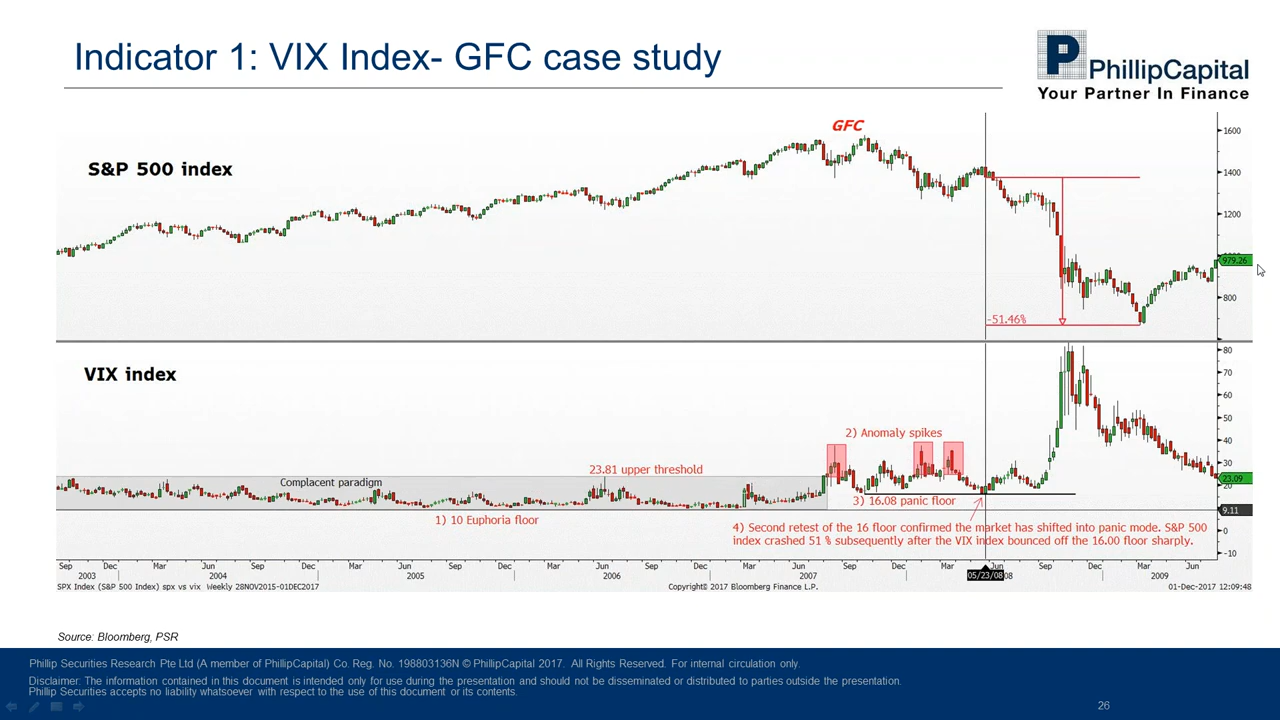 Indicator 1: VIX Index- GFC case study
P
PhillipCapital
Your Partner In Finance
GFC
S&P 500 index
1600
1400
1200
979.26
800
-51.46%
VIX index
80
70
60
50
40
30
23.09
9.11
0
-10
2) Anomaly spikes
23.81 upper threshold
Complacent paradigm
3) 16.08 panic floor
1) 10 Euphoria floor
4) Second retest of the 16 floor confirmed the market has shifted into panic mode. S&P 500
index crashed 51 % subsequently after the VIX index bounced off the 16.00 floor sharply.
Sep Dec Mar Jun Sep Dec Mar Jun Sep Dec Mar Jun Sep Dec Mar Jun Sep Dec Mar Jun Sep Dec Mar Jun
2003 2004 2005 2006 2007 05/23/08 2009
SPX Index (S&P 500 Index) spx vs vix Weekly 28NOV2015-01DEC2017 Copyright© 2017 Bloomberg Finance L.P. 01-Dec-2017 12:09:48
Source: Bloomberg, PSR
Phillip Securities Research Pte Ltd (A member of PhillipCapital) Co. Reg. No. 198803136N © PhillipCapital 2017. All Rights Reserved. For internal circulation only.
Disclaimer: The information contained in this document is intended only for use during the presentation and should not be disseminated or distributed to parties outside the presentation.
Phillip Securities accepts no liability whatsoever with respect to the use of this document or its contents.
26